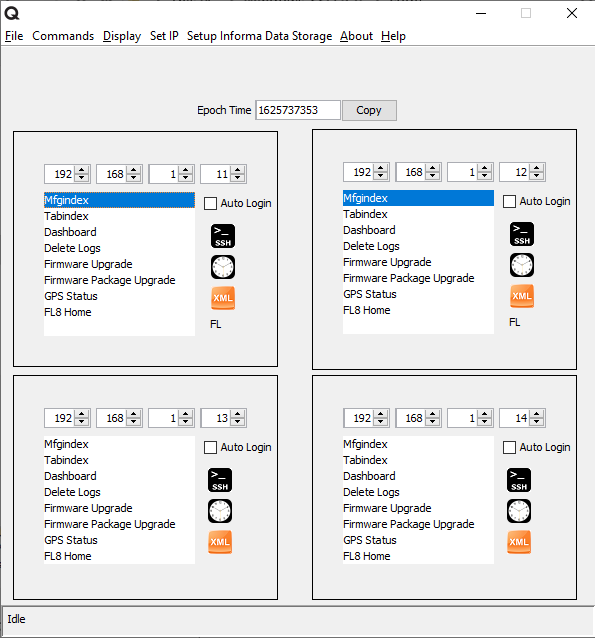 Q
File Commands Display Set IP Setup Informa Data Storage About Help
Epoch Time 1625737353 Copy
192 168 1 11
Mfgindex
Tabindex
Dashboard
Delete Logs
Firmware Upgrade
Firmware Package Upgrade
GPS Status
FL8 Home
Auto Login
>_
SSH
XML
FL
192 168 1 12
Mfgindex
Tabindex
Dashboard
Delete Logs
Firmware Upgrade
Firmware Package Upgrade
GPS Status
FL8 Home
Auto Login
>_
SSH
XML
FL
192 168 1 13
Mfgindex
Tabindex
Dashboard
Delete Logs
Firmware Upgrade
Firmware Package Upgrade
GPS Status
FL8 Home
Auto Login
>_
SSH
XML
192 168 1 14
Mfgindex
Tabindex
Dashboard
Delete Logs
Firmware Upgrade
Firmware Package Upgrade
GPS Status
FL8 Home
Auto Login
>_
SSH
XML
Idle